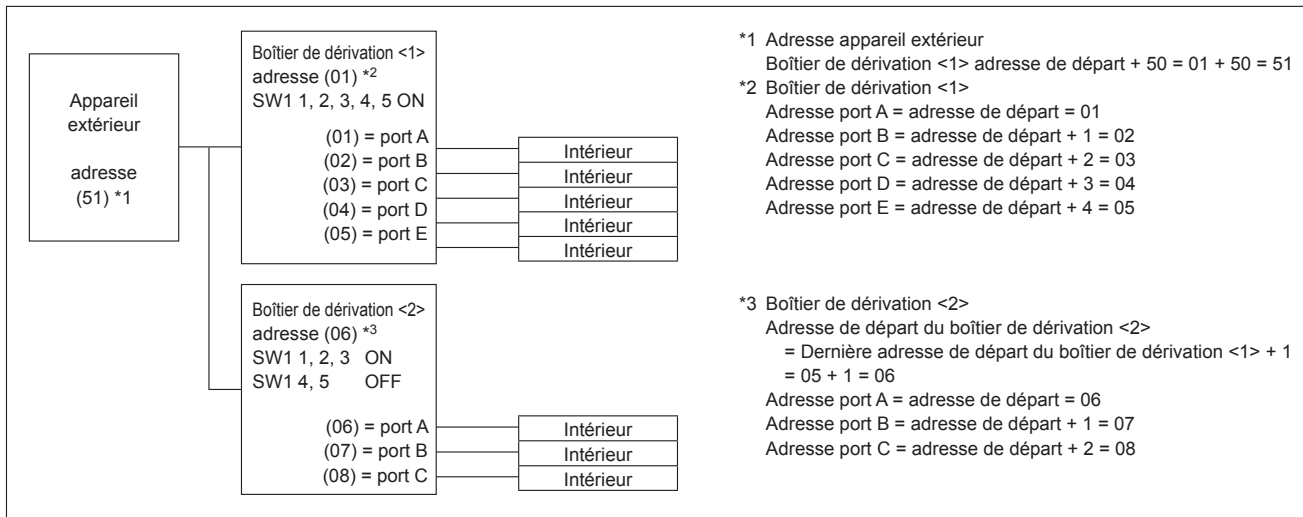 Appareil
extérieur
adresse
(51) *1
Boîtier de dérivation <1>
adresse (01) *2
SW1 1, 2, 3, 4, 5 ON
(01) = port A
(02) = port B
(03) = port C
(04) = port D
(05) = port E
Intérieur
Intérieur
Intérieur
Intérieur
Intérieur
Boîtier de dérivation <2>
adresse (06) *3
SW1 1, 2, 3 ON
SW1 4, 5 OFF
(06) = port A
(07) = port B
(08) = port C
Intérieur
Intérieur
Intérieur
*1 Adresse appareil extérieur
Boîtier de dérivation <1> adresse de départ + 50 = 01 + 50 = 51
*2 Boîtier de dérivation <1>
Adresse port A = adresse de départ = 01
Adresse port B = adresse de départ + 1 = 02
Adresse port C = adresse de départ + 2 = 03
Adresse port D = adresse de départ + 3 = 04
Adresse port E = adresse de départ + 4 = 05
*3 Boîtier de dérivation <2>
Adresse de départ du boîtier de dérivation <2>
= Dernière adresse de départ du boîtier de dérivation <1> + 1
= 05 + 1 = 06
Adresse port A = adresse de départ = 06
Adresse port B = adresse de départ + 1 = 07
Adresse port C = adresse de départ + 2 = 08